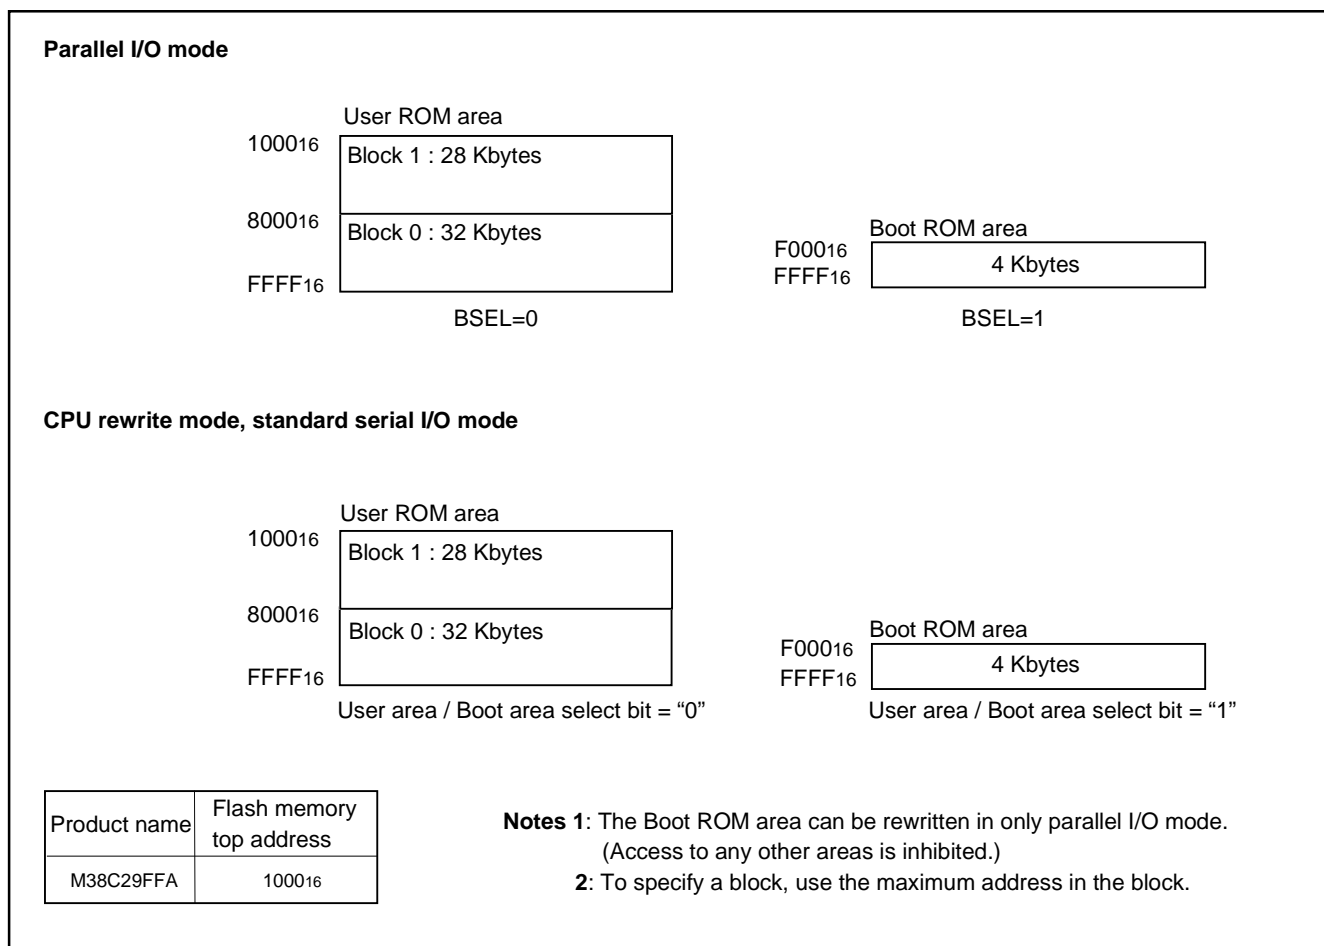 Parallel I/O mode
User ROM area
100016
Block 1 : 28 Kbytes
800016
Block 0 : 32 Kbytes
FFFF16
BSEL=0
Boot ROM area
F00016
4 Kbytes
FFFF16
BSEL=1
CPU rewrite mode, standard serial I/O mode
User ROM area
100016
Block 1 : 28 Kbytes
800016
Block 0 : 32 Kbytes
FFFF16
User area / Boot area select bit = “0”
Boot ROM area
F00016
4 Kbytes
FFFF16
User area / Boot area select bit = “1”
Product name
Flash memory
top address
M38C29FFA
100016
Notes 1: The Boot ROM area can be rewritten in only parallel I/O mode.
(Access to any other areas is inhibited.)
2: To specify a block, use the maximum address in the block.